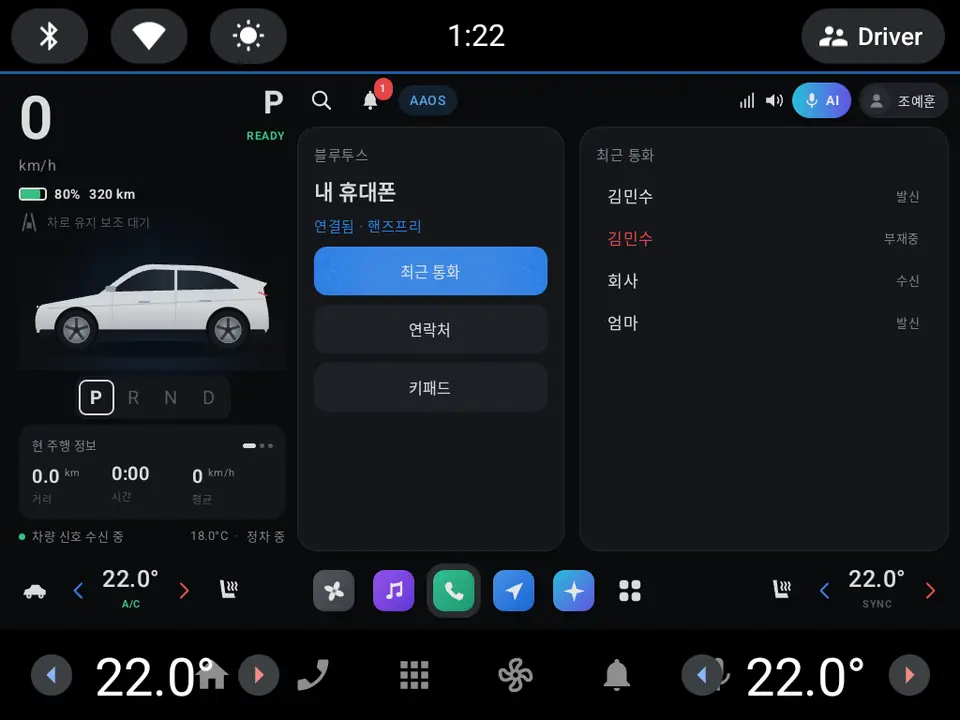 1:22
Driver
0
P
km/h
READY
80% 320 km
차로 유지 보조 대기
P R N D
현 주행 정보
0.0 km
0:00
0 km/h
거리
시간
평균
차량 신호 수신 중
18.0°C · 정차 중
1
AAOS
AI
조예훈
블루투스
내 휴대폰
연결됨 · 핸즈프리
최근 통화
연락처
키패드
최근 통화
김민수 발신
김민수 부재중
회사 수신
엄마 발신
22.0°
A/C
22.0°
SYNC
22.0°
22.0°